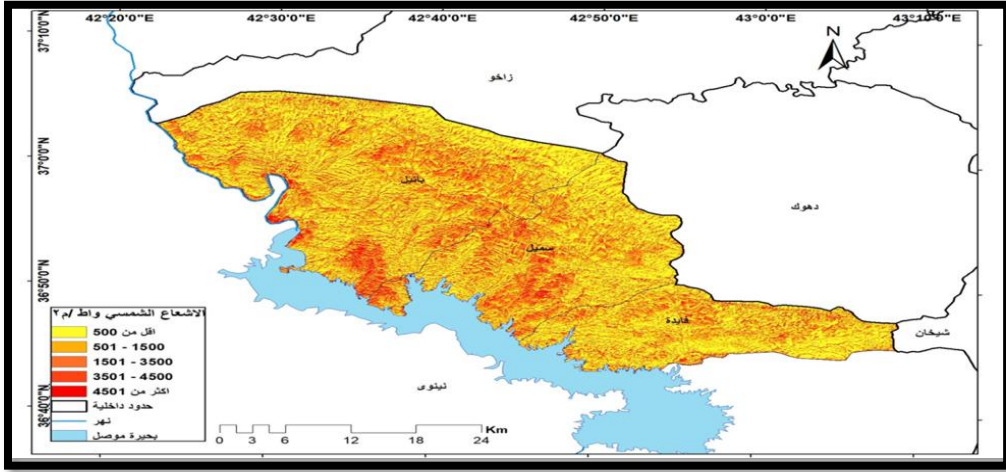 42°20'0"E 42°30'0"E 42°40'0"E 42°50'0"E 43°0'0"E 43°10'0"E
37°10'0"N
37°0'0"N
36°50'0"N
36°40'0"N
N
زاخو
باتيل
دهوك
سميل
فايدة
شيخان
نينوى
الاشعاع الشمسي واط /م٢
اقل من 500
501 - 1500
1501 - 3500
3501 - 4500
اكثر من 4501
حدود داخلية
نهر
بحيرة موصل
Km
0 3 6 12 18 24